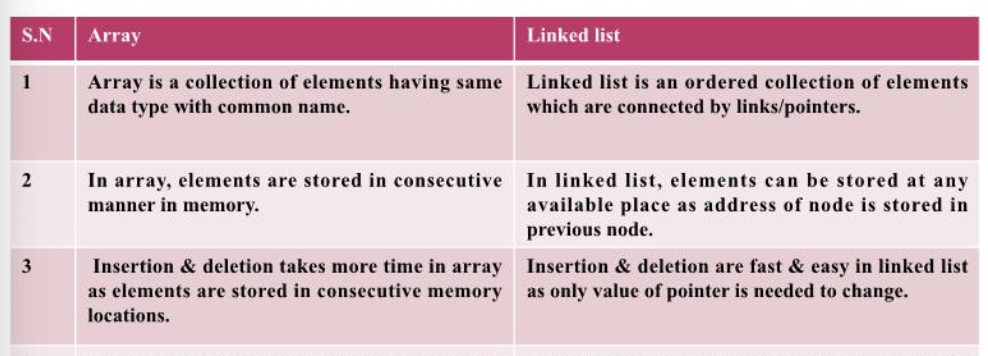 S.N Array Linked list
1 Array is a collection of elements having same Linked list is an ordered collection of elements
data type with common name. which are connected by links/pointers.
2 In array, elements are stored in consecutive In linked list, elements can be stored at any
manner in memory. available place as address of node is stored in
previous node.
3 Insertion & deletion takes more time in array Insertion & deletion are fast & easy in linked list
as elements are stored in consecutive memory as only value of pointer is needed to change.
locations.